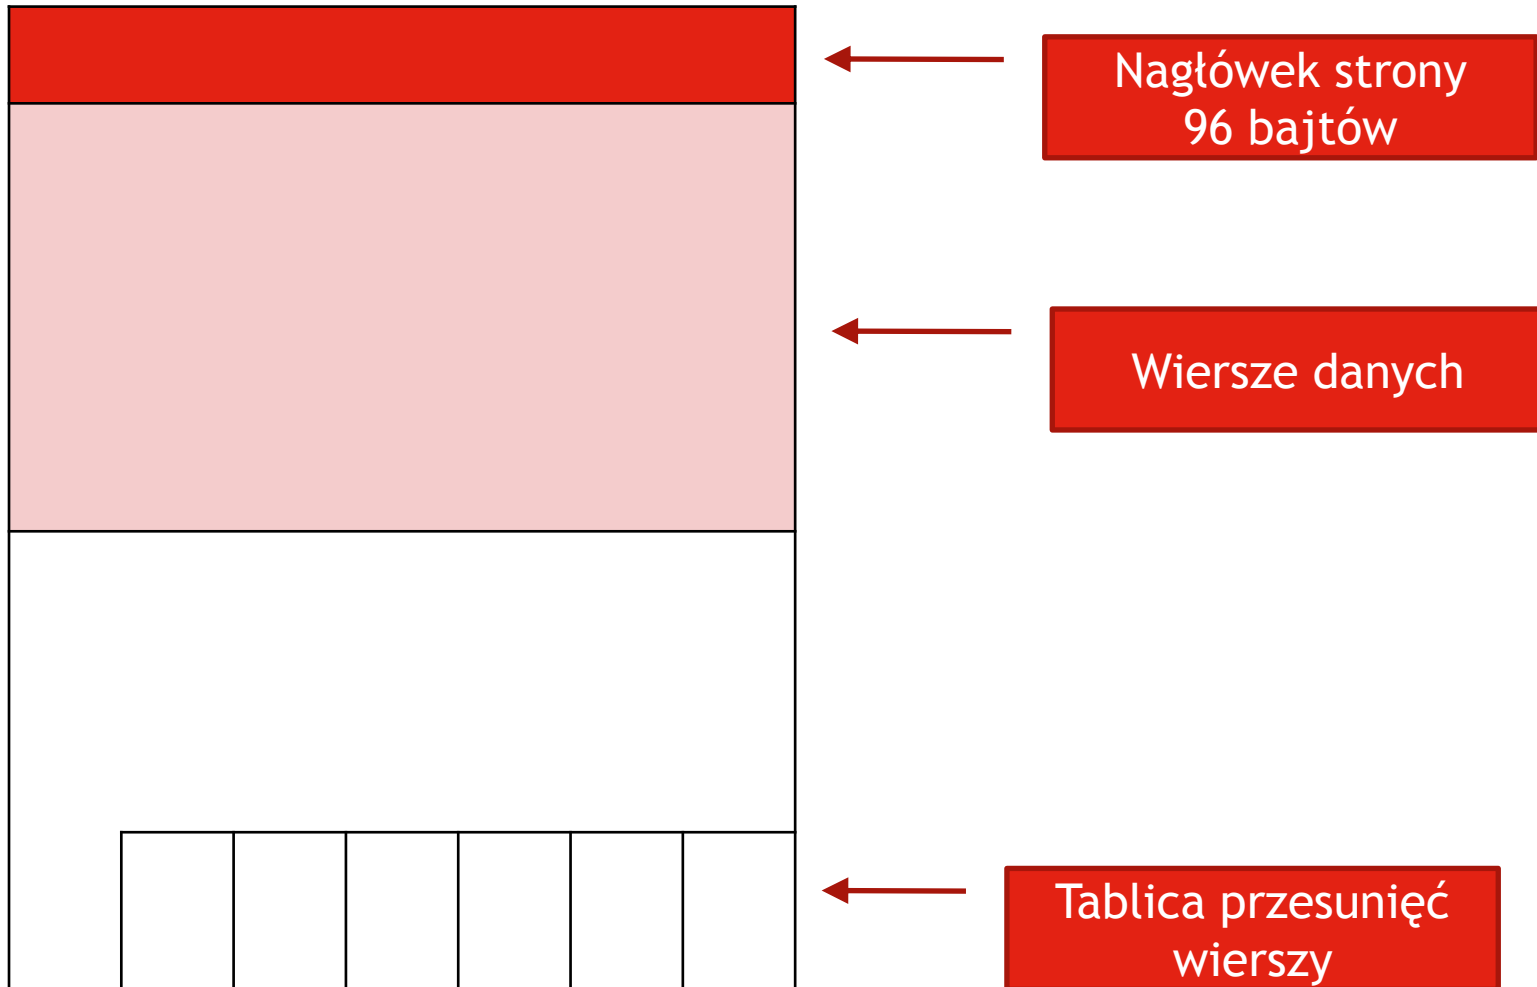 Nagłówek strony
96 bajtów
Wiersze danych
Tablica przesunięć
wierszy